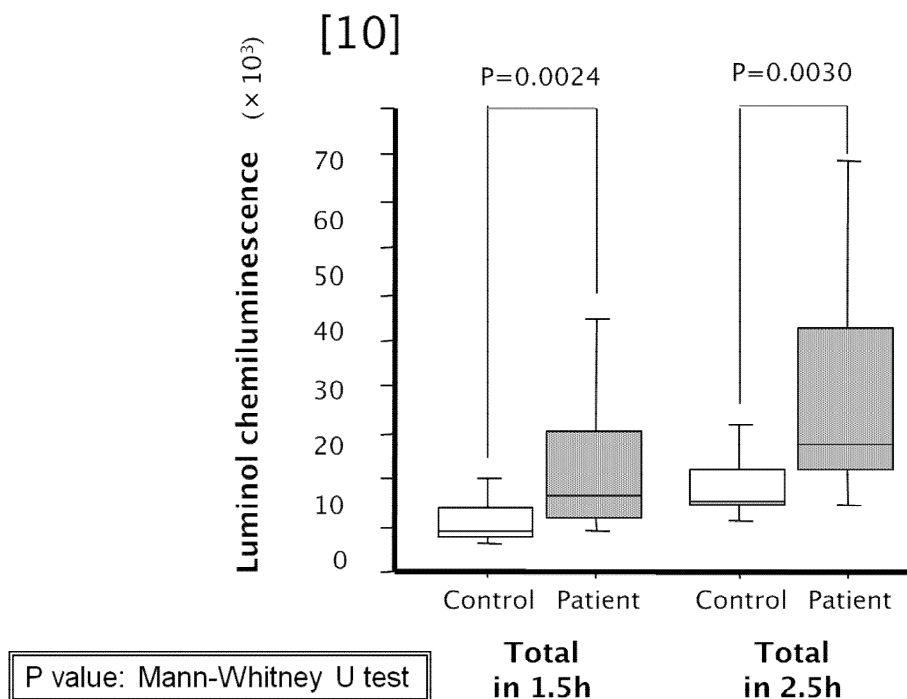 [10]
P=0.0024
P=0.0030
Luminol chemiluminescence (× 10³)
70
60
50
40
30
20
10
0
Control Patient Control Patient
Total in 1.5h
Total in 2.5h
P value: Mann-Whitney U test